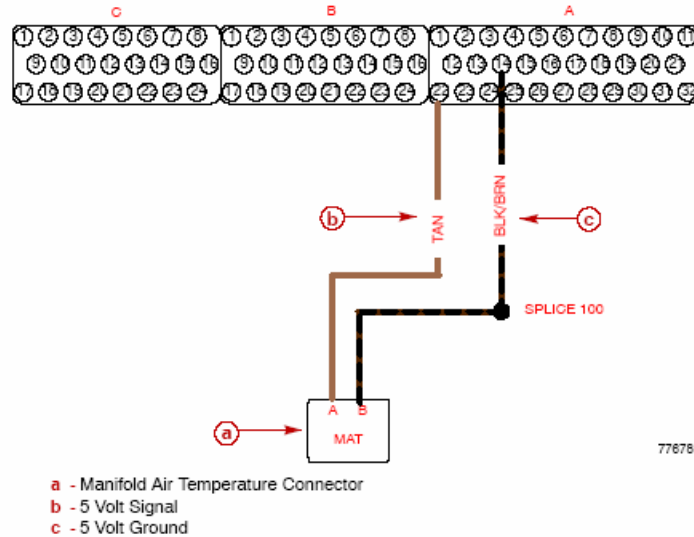 C B A
1 2 3 4 5 6 7 8 1 2 3 4 5 6 7 8 1 2 3 4 5 6 7 8 9 10 11
9 10 11 12 13 14 15 16 9 10 11 12 13 14 15 16 12 13 14 15 16 17 18 19 20 21
17 18 19 20 21 22 23 24 17 18 19 20 21 22 23 24 22 23 24 25 26 27 28 29 30 31 32
b
TAN
BLK/BRN
c
SPLICE 100
A B
MAT
a
77678
a - Manifold Air Temperature Connector
b - 5 Volt Signal
c - 5 Volt Ground